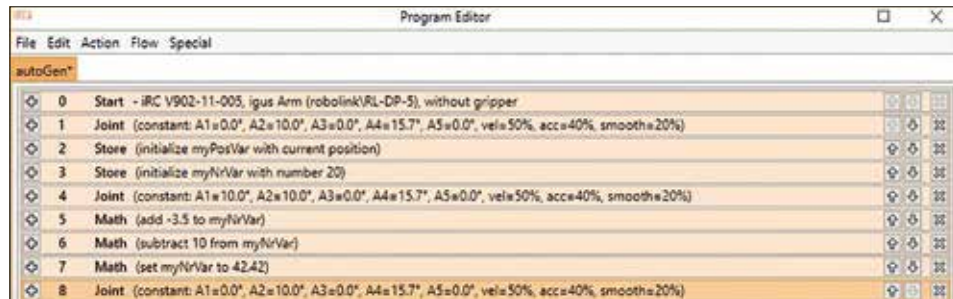 Program Editor
File Edit Action Flow Special
autoGen*
0 Start - iRC V902-11-005, igus Arm (robolink\RL-DP-5), without gripper
1 Joint (constant: A1=0.0°, A2=10.0°, A3=0.0°, A4=15.7°, A5=0.0°, vel=50%, acc=40%, smooth=20%)
2 Store (initialize myPosVar with current position)
3 Store (initialize myNrVar with number 20)
4 Joint (constant: A1=10.0°, A2=10.0°, A3=0.0°, A4=15.7°, A5=0.0°, vel=50%, acc=40%, smooth=20%)
5 Math (add -3.5 to myNrVar)
6 Math (subtract 10 from myNrVar)
7 Math (set myNrVar to 42.42)
8 Joint (constant: A1=0.0°, A2=10.0°, A3=0.0°, A4=15.7°, A5=0.0°, vel=50%, acc=40%, smooth=20%)